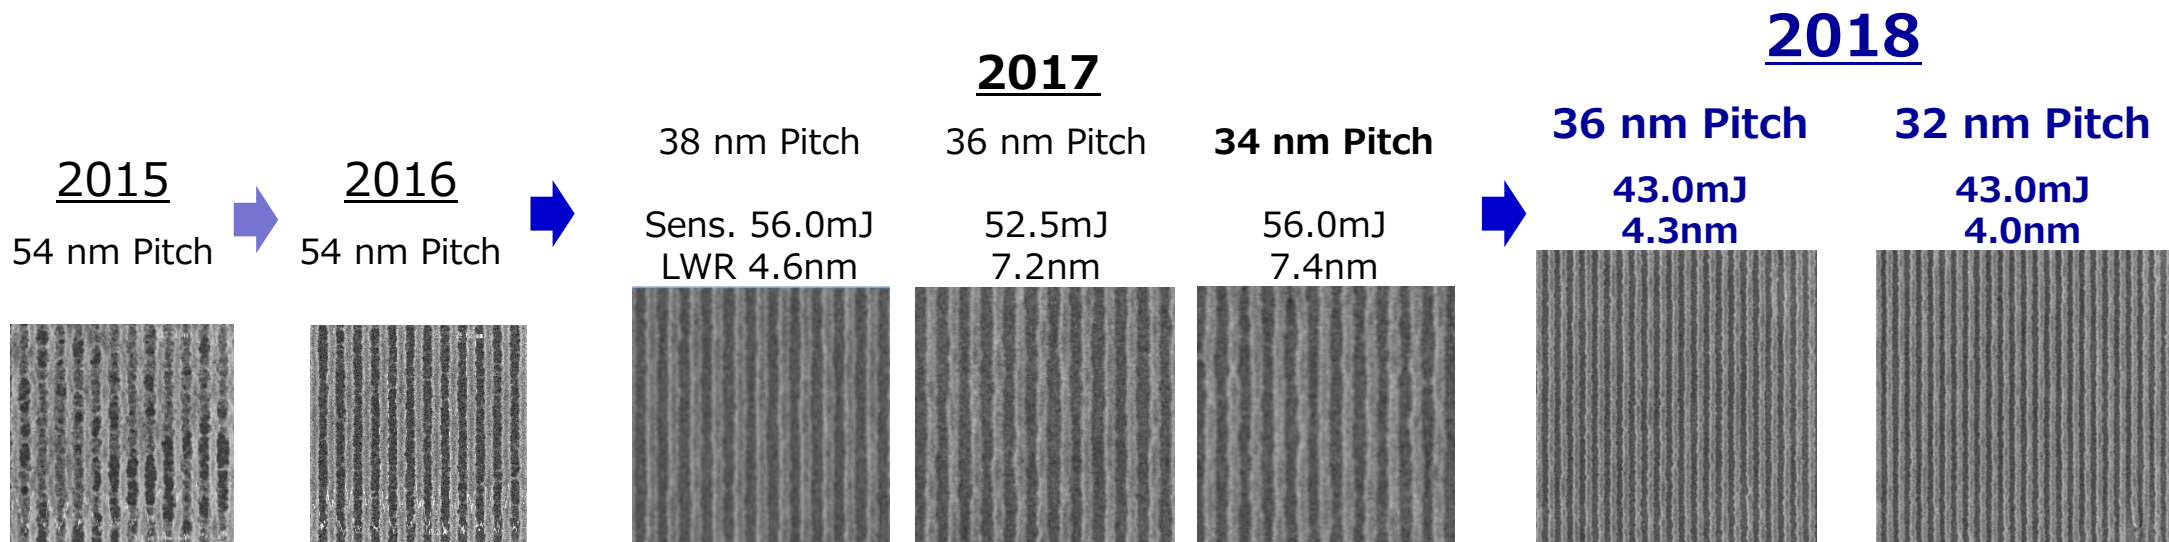 2015
54 nm Pitch
2016
54 nm Pitch
2017
38 nm Pitch
Sens. 56.0mJ
LWR 4.6nm
36 nm Pitch
52.5mJ
7.2nm
34 nm Pitch
56.0mJ
7.4nm
2018
36 nm Pitch
43.0mJ
4.3nm
32 nm Pitch
43.0mJ
4.0nm